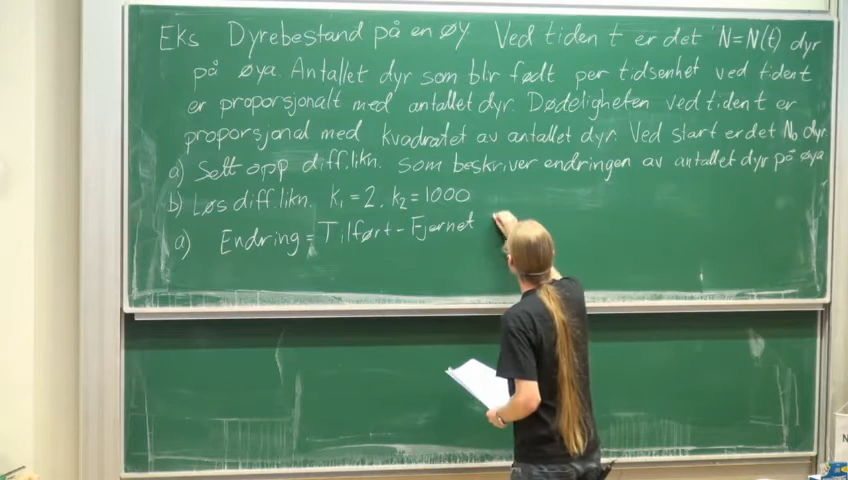 Eks Dyrebestand på en øy. Ved tiden t er det N=N(t) dyr
på øya. Antallet dyr som blir født per tidsenhet ved tiden t
er proporsjonalt med antallet dyr. Dødeligheten ved tiden t er
proporsjonal med kvadratet av antallet dyr. Ved start er det N₀ dyr.
a) Sett opp diff.likn. som beskriver endringen av antallet dyr på øya
b) Løs diff.likn. k₁ = 2, k₂ = 1000
a) Endring = Tilført - Fjernet